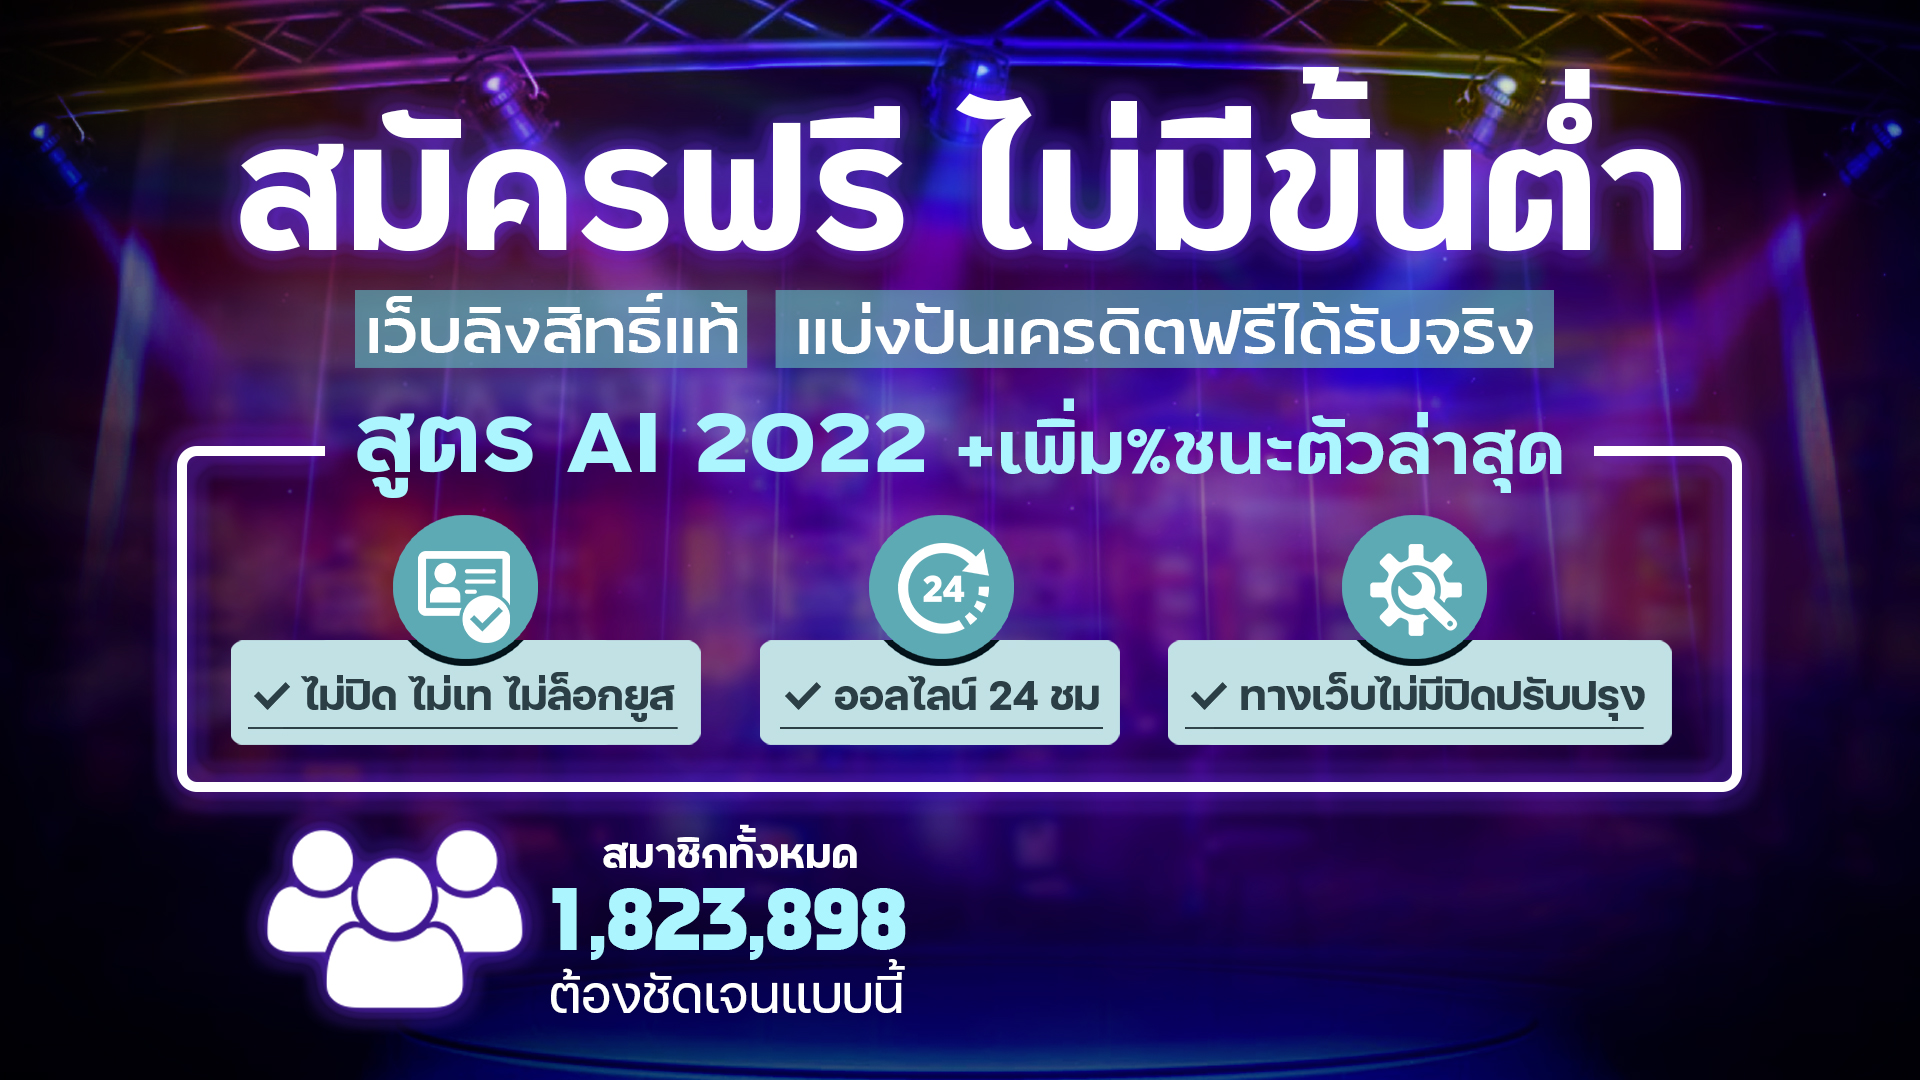 สมัครฟรี ไม่มีขั้นต่ำ
เว็บลิงสิทธิ์แท้ แบ่งปันเครดิตฟรีได้รับจริง
สูตร AI 2022 +เพิ่ม%ชนะตัวล่าสุด
24
ไม่ปิด ไม่เท ไม่ล็อกยูส
ออลไลน์ 24 ชม
ทางเว็บไม่มีปิดปรับปรุง
สมาชิกทั้งหมด
1,823,898
ต้องชัดเจนแบบนี้